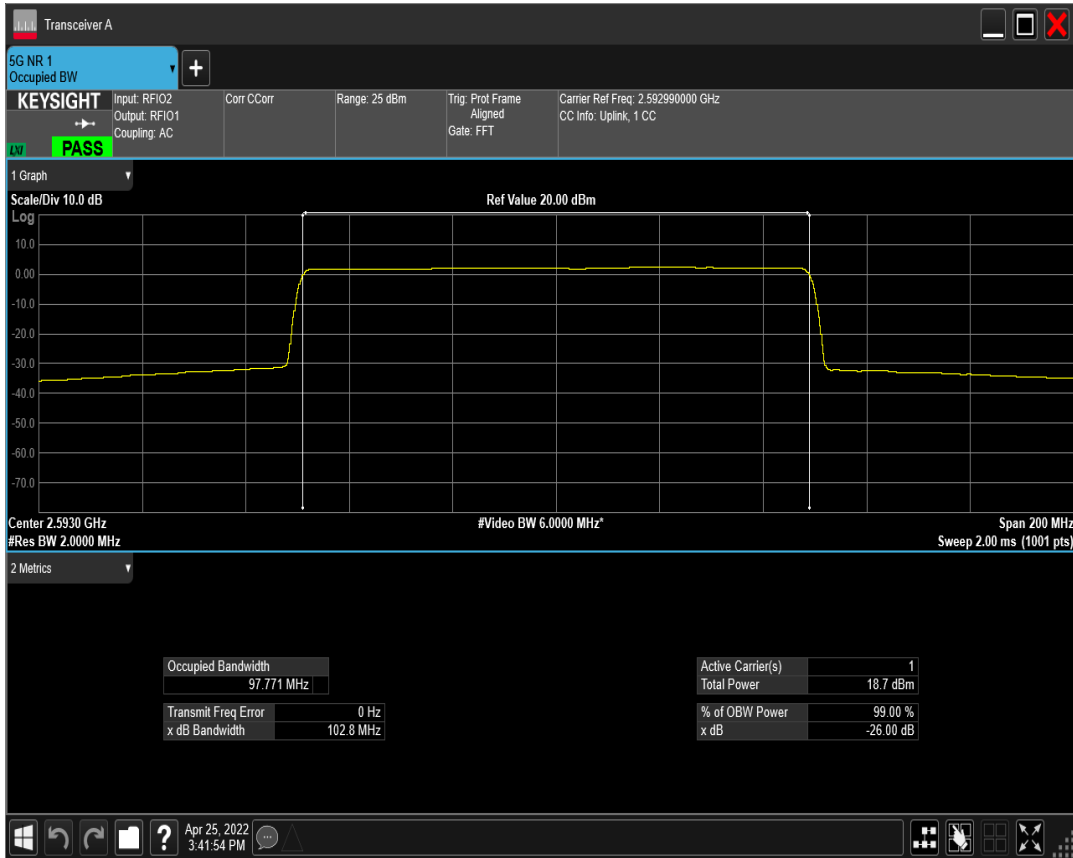 Transceiver A
5G NR 1
Occupied BW
+
KEYSIGHT
LXI
PASS
Input: RFIO2
Output: RFIO1
Coupling: AC
Corr CCorr
Range: 25 dBm
Trig: Prot Frame
Aligned
Gate: FFT
Carrier Ref Freq: 2.592990000 GHz
CC Info: Uplink, 1 CC
1 Graph
Scale/Div 10.0 dB
Ref Value 20.00 dBm
Log
10.0
0.00
-10.0
-20.0
-30.0
-40.0
-50.0
-60.0
-70.0
Center 2.5930 GHz
#Video BW 6.0000 MHz*
Span 200 MHz
#Res BW 2.0000 MHz
Sweep 2.00 ms (1001 pts)
2 Metrics
Occupied Bandwidth
97.771 MHz
Transmit Freq Error 0 Hz
x dB Bandwidth 102.8 MHz
Active Carrier(s) 1
Total Power 18.7 dBm
% of OBW Power 99.00 %
x dB -26.00 dB
?
Apr 25, 2022
3:41:54 PM